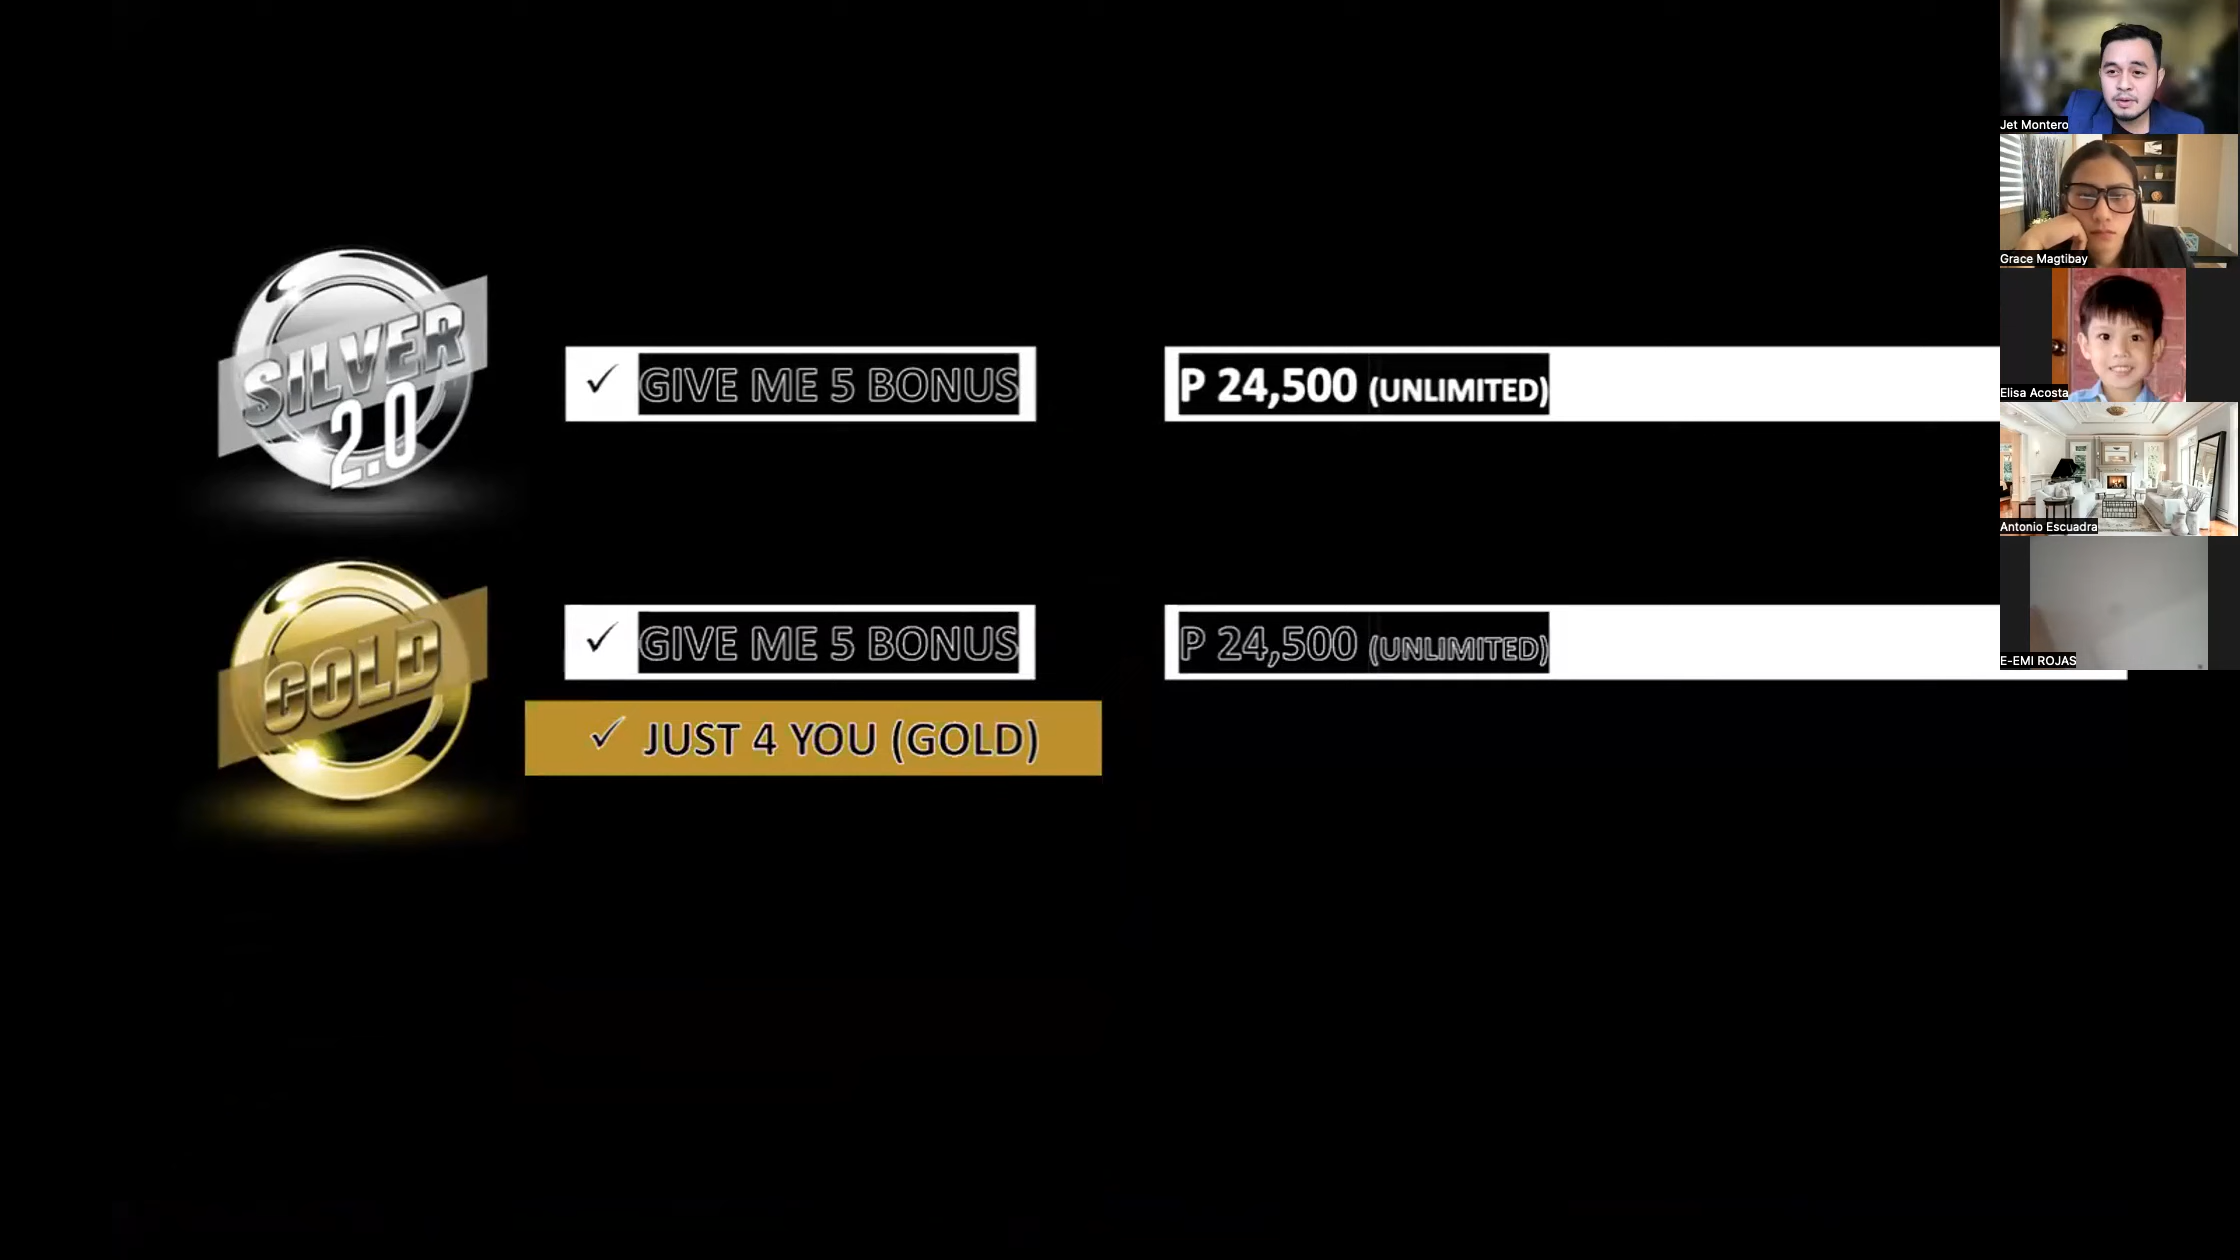 SILVER
2.0
✓ GIVE ME 5 BONUS
P 24,500 (UNLIMITED)
GOLD
✓ GIVE ME 5 BONUS
P 24,500 (UNLIMITED)
✓ JUST 4 YOU (GOLD)
Jet Montero
Grace Magtibay
Elisa Acosta
Antonio Escuadra
E-EMI ROJAS